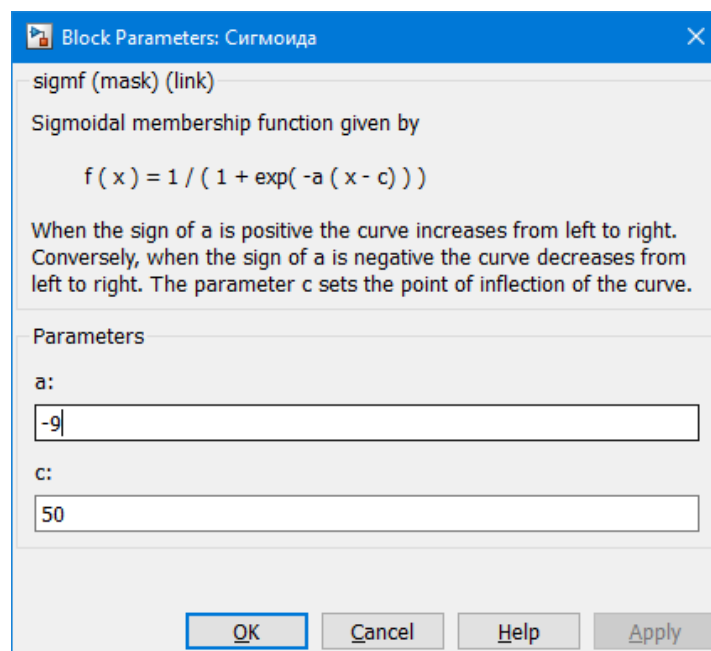 Block Parameters: Сигмоида
sigmf (mask) (link)
Sigmoidal membership function given by
f ( x ) = 1 / ( 1 + exp( -a ( x - c) ) )
When the sign of a is positive the curve increases from left to right.
Conversely, when the sign of a is negative the curve decreases from
left to right. The parameter c sets the point of inflection of the curve.
Parameters
a:
-9
c:
50
OK Cancel Help Apply